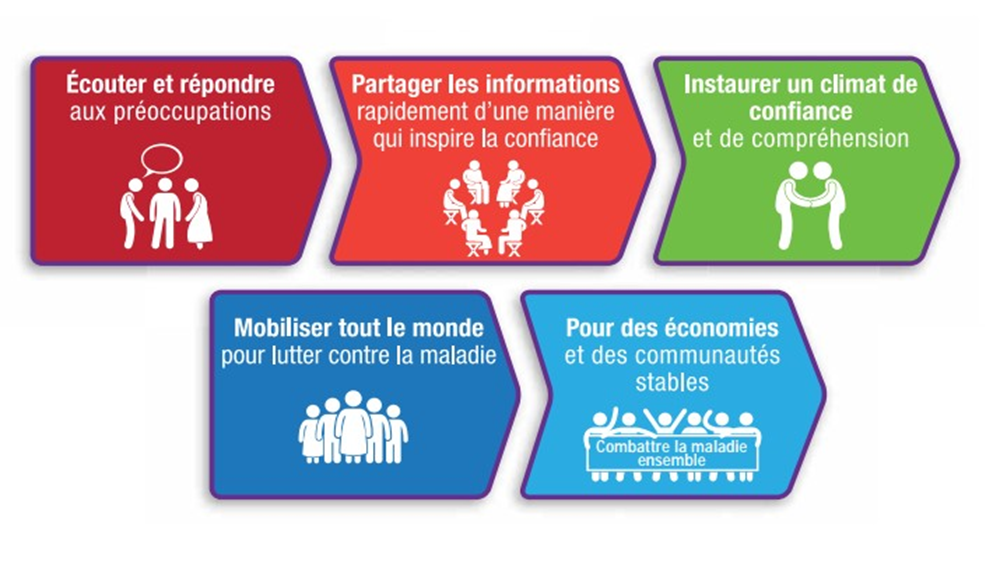 Écouter et répondre
aux préoccupations
Partager les informations
rapidement d'une manière
qui inspire la confiance
Instaurer un climat de
confiance
et de compréhension
Mobiliser tout le monde
pour lutter contre la maladie
Pour des économies
et des communautés
stables
Combattre la maladie
ensemble